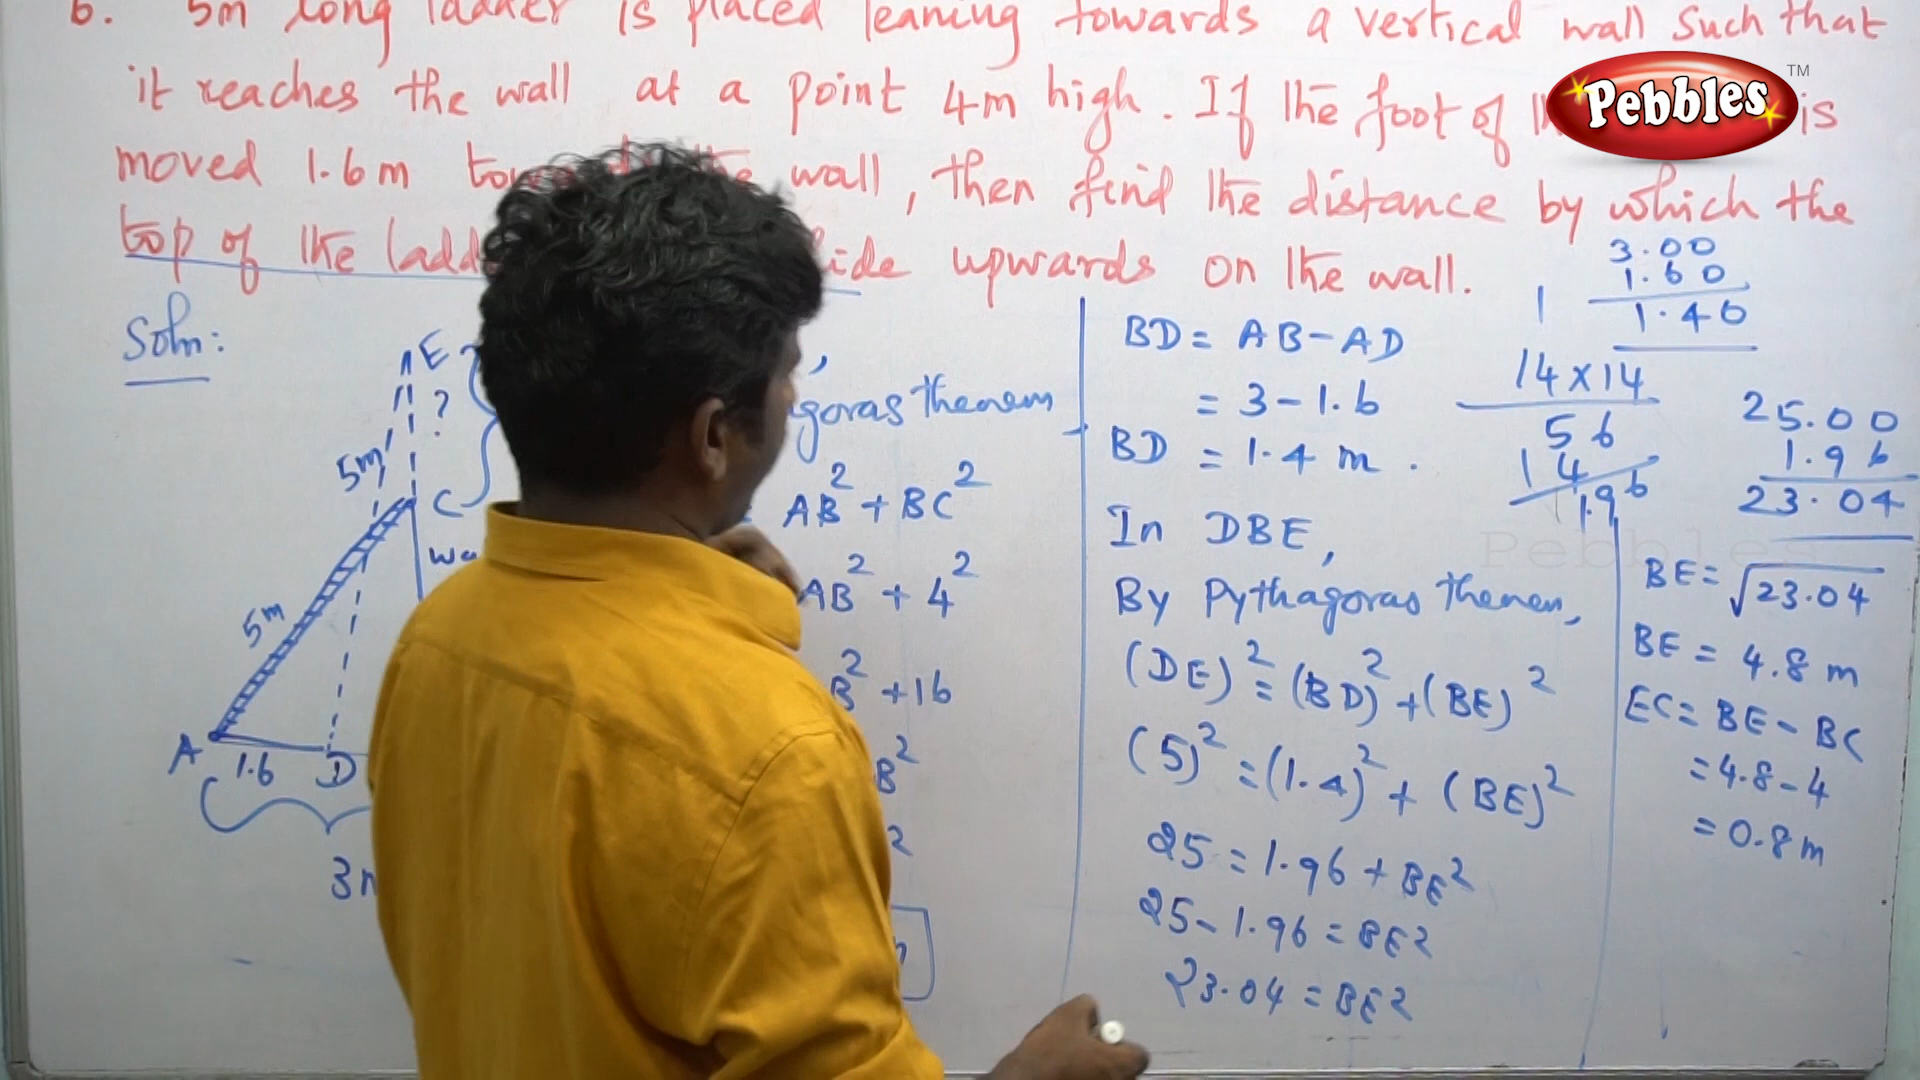 6. 5m long ladder is placed leaning towards a vertical wall such that
it reaches the wall at a point 4m high. If the foot of is
moved 1.6m wall, then find the distance by which the
top of the upwards on the wall.
Pebbles TM
Soln:
E
?
5m
C
5m
A
1.6
D
3
AB² + BC²
AB² + 4²
² + 16
BD = AB - AD
= 3 - 1.6
BD = 1.4 m.
In DBE,
By Pythagoras
(DE)² = (BD)² + (BE)²
(5)² = (1.4)² + (BE)²
25 = 1.96 + BE²
25 - 1.96 = BE²
23.04 = BE²
3.00
1.60
1.40
1
14 x 14
56
14
196
25.00
1.96
23.04
Pebbles
BE = √23.04
BE = 4.8 m
EC = BE - BC
= 4.8 - 4
= 0.8 m